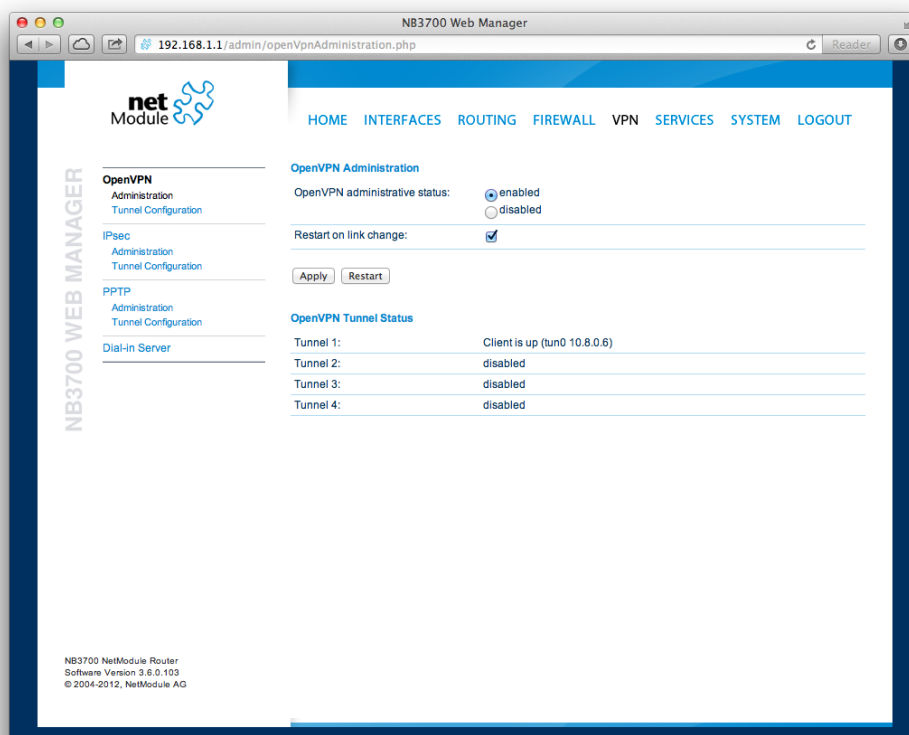 NB3700 Web Manager
192.168.1.1/admin/openVpnAdministration.php
Reader
net
Module
HOME INTERFACES ROUTING FIREWALL VPN SERVICES SYSTEM LOGOUT
NB3700 WEB MANAGER
OpenVPN
Administration
Tunnel Configuration
IPsec
Administration
Tunnel Configuration
PPTP
Administration
Tunnel Configuration
Dial-in Server
OpenVPN Administration
OpenVPN administrative status: enabled
disabled
Restart on link change:
Apply Restart
OpenVPN Tunnel Status
Tunnel 1: Client is up (tun0 10.8.0.6)
Tunnel 2: disabled
Tunnel 3: disabled
Tunnel 4: disabled
NB3700 NetModule Router
Software Version 3.6.0.103
© 2004-2012, NetModule AG